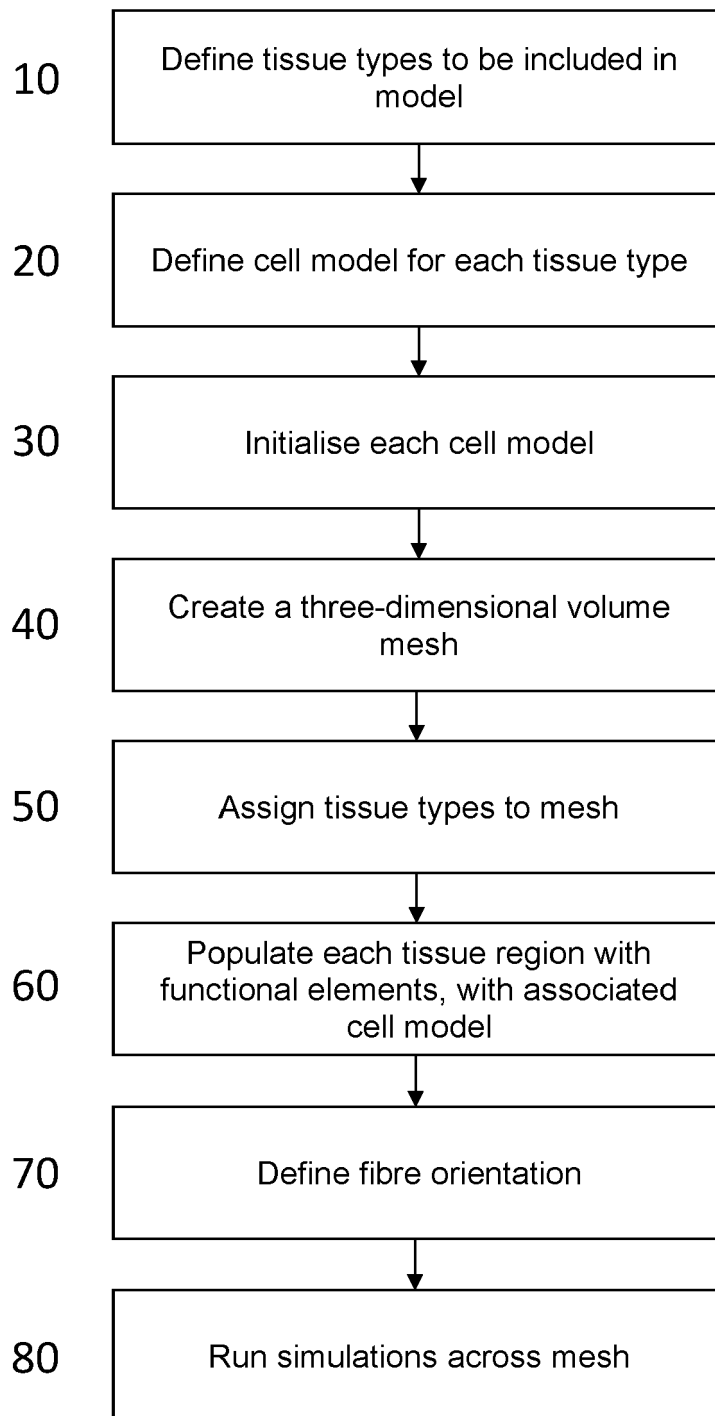 10
Define tissue types to be included in
model
20
Define cell model for each tissue type
30
Initialise each cell model
40
Create a three-dimensional volume
mesh
50
Assign tissue types to mesh
60
Populate each tissue region with
functional elements, with associated
cell model
70
Define fibre orientation
80
Run simulations across mesh